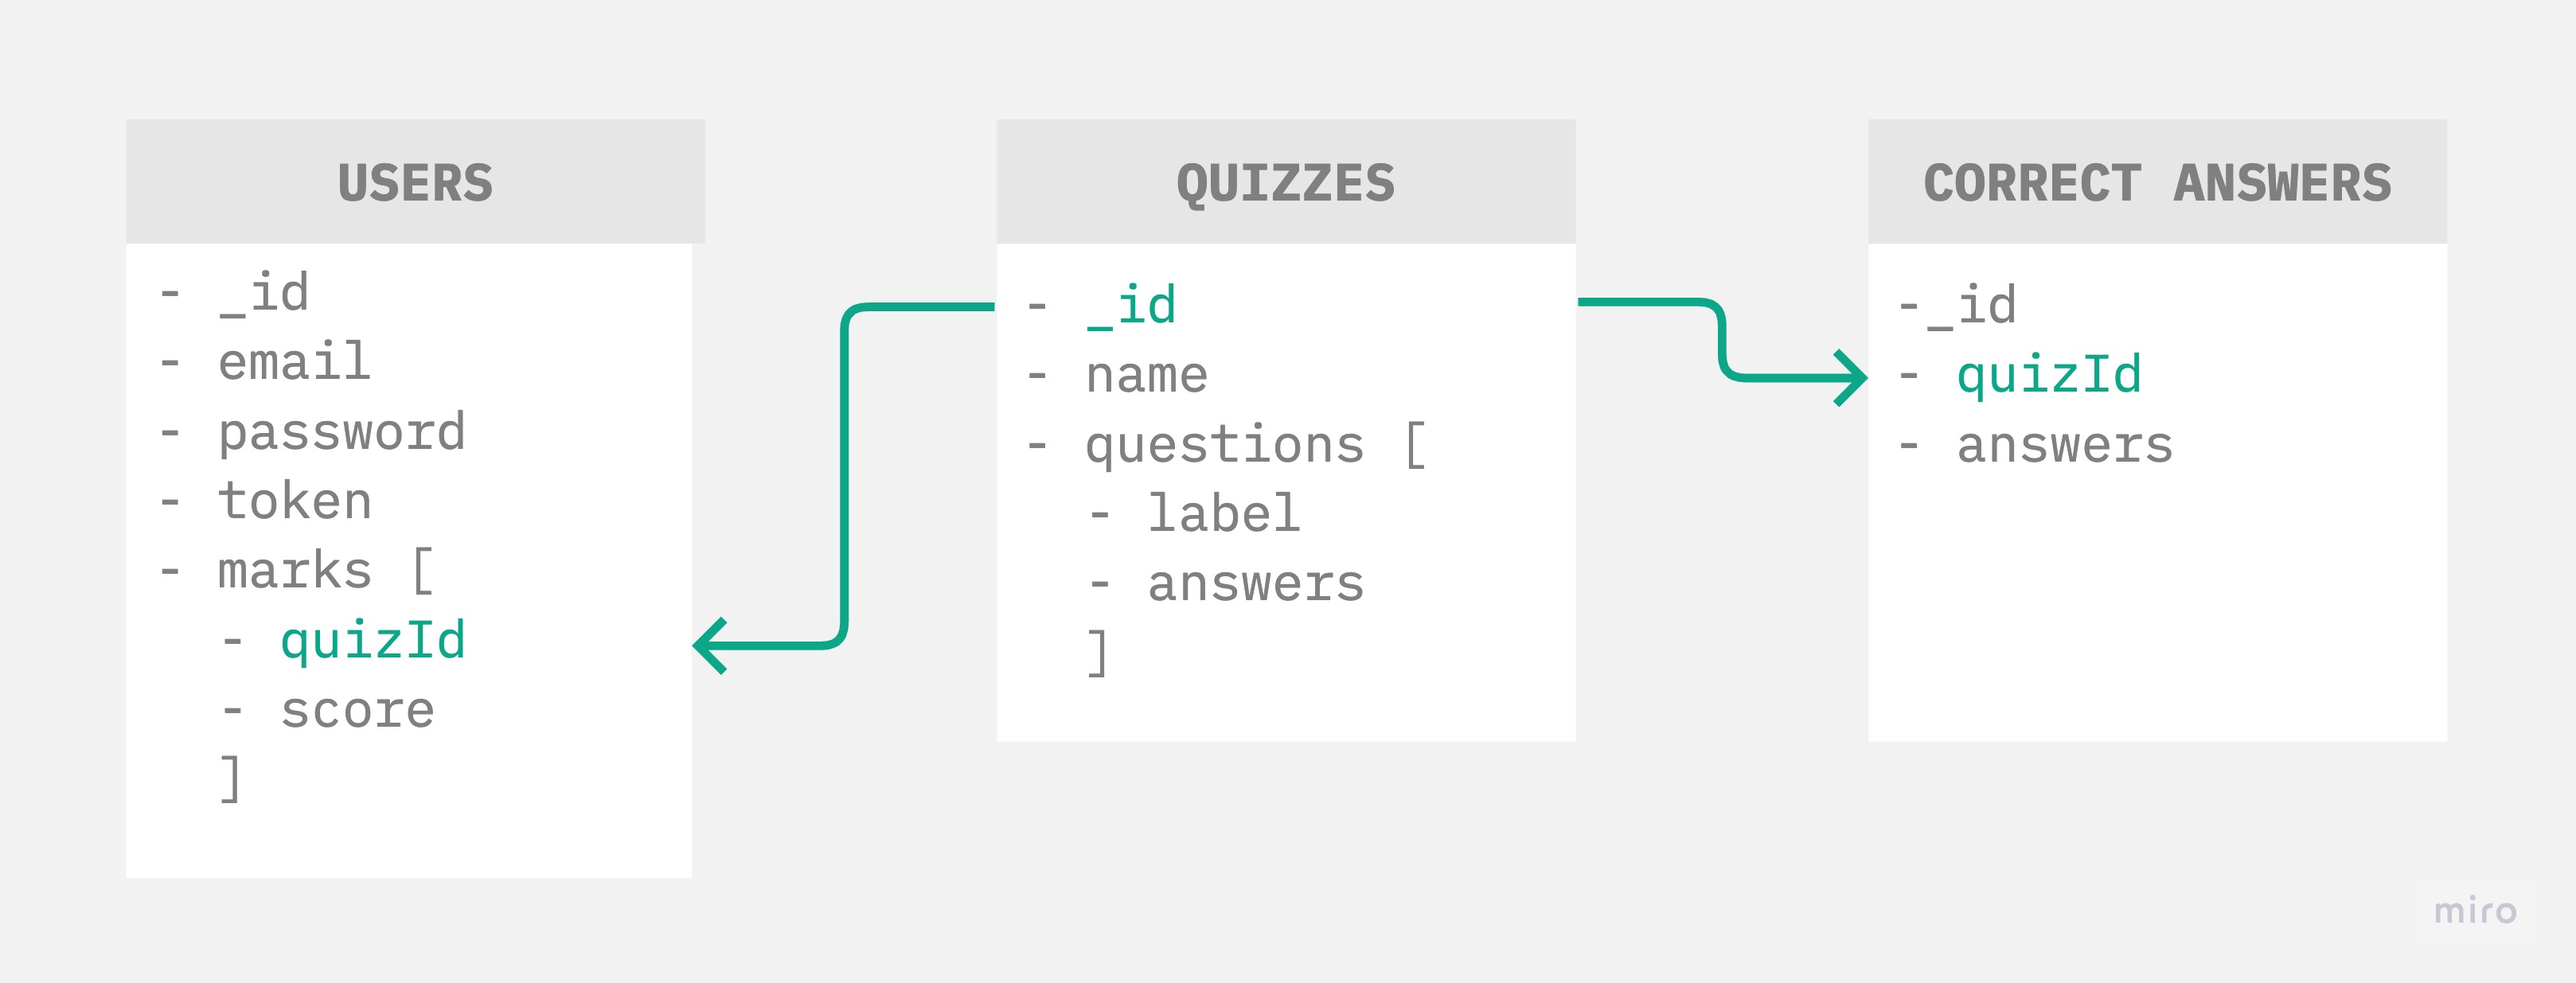 USERS
- _id
- email
- password
- token
- marks [
- quizId
- score
]
QUIZZES
- _id
- name
- questions [
- label
- answers
]
CORRECT ANSWERS
-_id
- quizId
- answers
miro